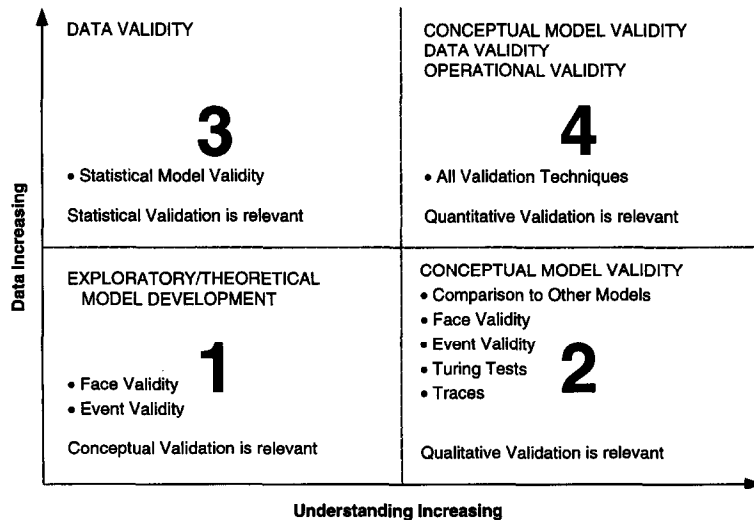 DATA VALIDITY
3
• Statistical Model Validity
Statistical Validation is relevant
CONCEPTUAL MODEL VALIDITY
DATA VALIDITY
OPERATIONAL VALIDITY
4
• All Validation Techniques
Quantitative Validation is relevant
EXPLORATORY/THEORETICAL
MODEL DEVELOPMENT
1
• Face Validity
• Event Validity
Conceptual Validation is relevant
CONCEPTUAL MODEL VALIDITY
• Comparison to Other Models
• Face Validity
• Event Validity
• Turing Tests
• Traces
2
Qualitative Validation is relevant
Data Increasing
Understanding Increasing